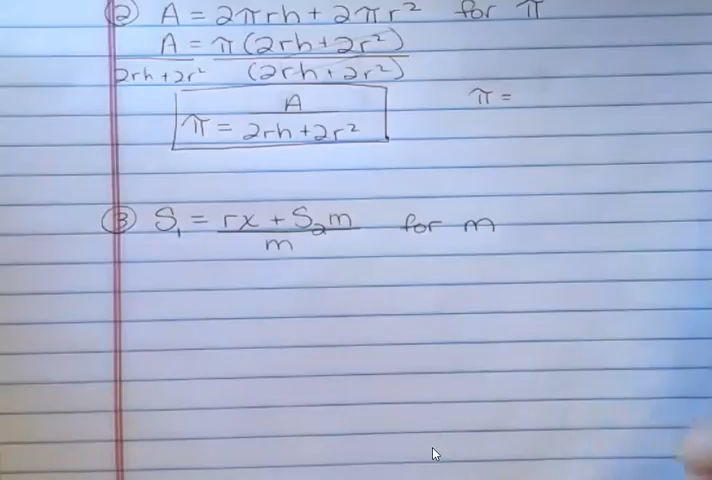 ② A = 2πrh + 2πr² for π
A = π(2rh + 2r²)
2rh + 2r² (2rh + 2r²)
A
π = 2rh + 2r² π =
③ S₁ = rx + S₂m for m
m